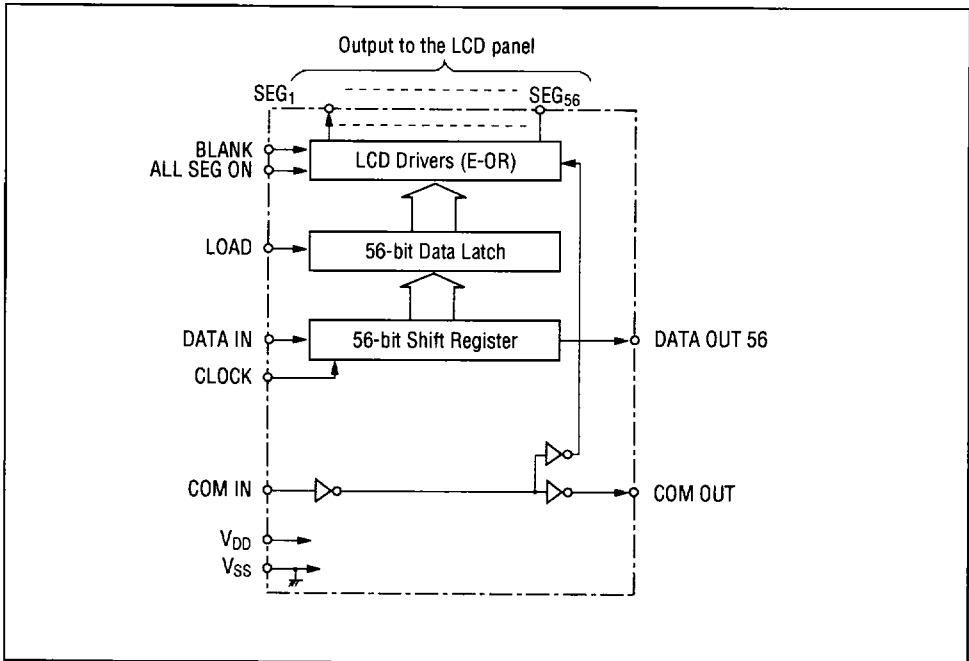 Output to the LCD panel
SEG1
SEG56
BLANK
LCD Drivers (E-OR)
ALL SEG ON
LOAD
56-bit Data Latch
DATA IN
56-bit Shift Register
DATA OUT 56
CLOCK
COM IN
COM OUT
VDD
VSS